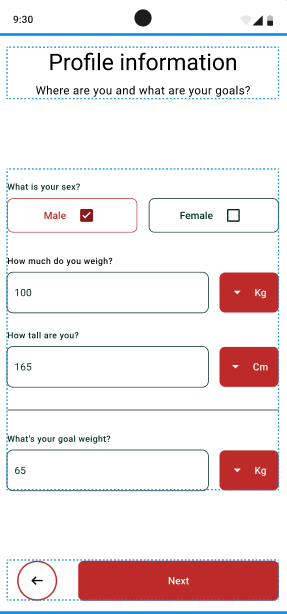 9:30
Profile information
Where are you and what are your goals?
What is your sex?
Male
Female
How much do you weigh?
100
Kg
How tall are you?
165
Cm
What's your goal weight?
65
Kg
Next